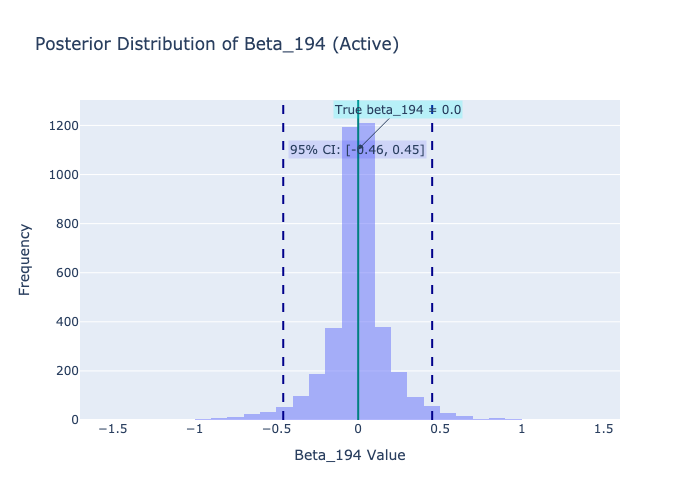 Posterior Distribution of Beta_194 (Active)
True beta_194 = 0.0
95% CI: [-0.46, 0.45]
1200
1000
800
600
400
200
0
Frequency
−1.5
−1
−0.5
0
0.5
1
1.5
Beta_194 Value